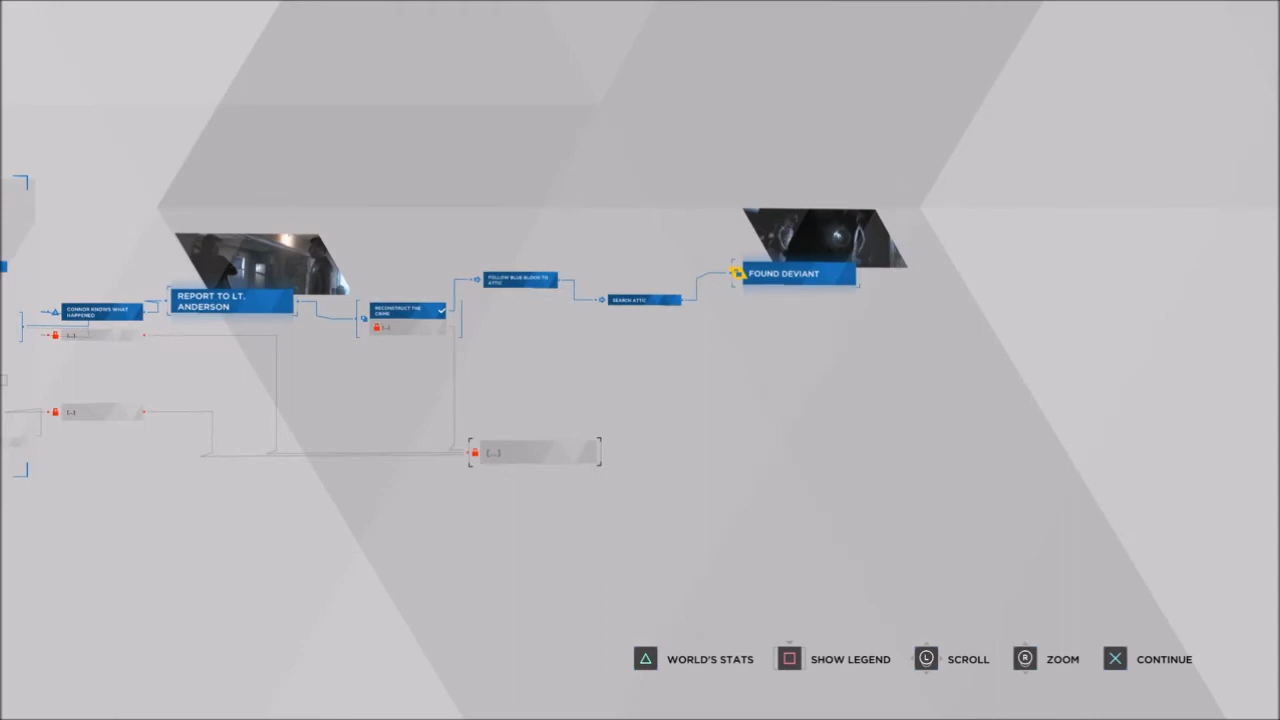 CONNOR KNOWS WHAT
HAPPENED
[...]
[...]
REPORT TO LT.
ANDERSON
RECONSTRUCT THE
CRIME
[...]
FOLLOW BLUE BLOOD TO
ATTIC
SEARCH ATTIC
FOUND DEVIANT
[...]
WORLD'S STATS
SHOW LEGEND
L SCROLL
R ZOOM
CONTINUE